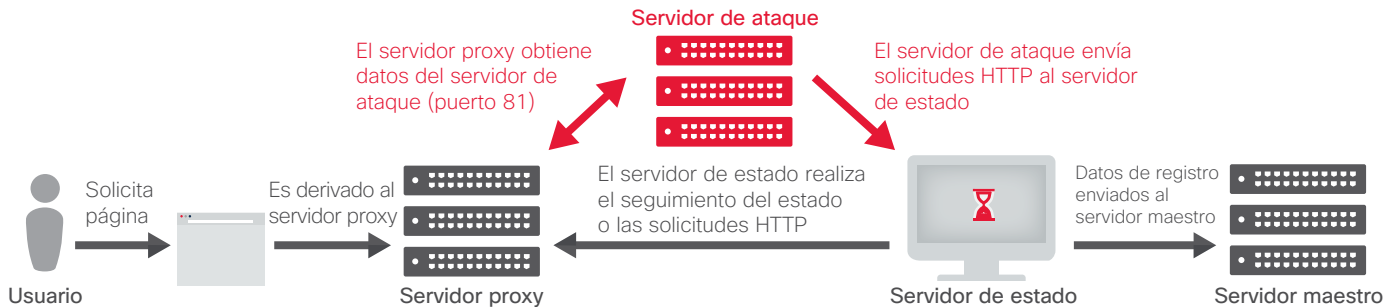 Servidor de ataque
El servidor proxy obtiene
datos del servidor de
ataque (puerto 81)
El servidor de ataque envía
solicitudes HTTP al servidor
de estado
Solicita
página
Es derivado al
servidor proxy
El servidor de estado realiza
el seguimiento del estado
o las solicitudes HTTP
Datos de registro
enviados al
servidor maestro
Usuario
Servidor proxy
Servidor de estado
Servidor maestro